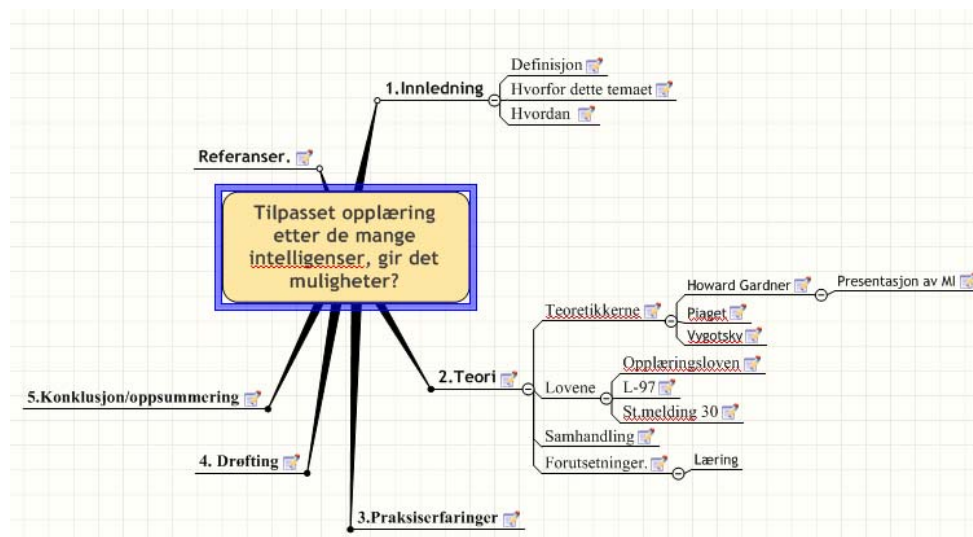 Tilpasset opplæring
etter de mange
intelligenser, gir det
muligheter?
1.Innledning
Definisjon
Hvorfor dette temaet
Hvordan
Referanser.
2.Teori
Teoretikkerne
Howard Gardner
Presentasjon av MI
Piaget
Vygotsky
Lovene
Opplæringsloven
L-97
St.melding 30
Samhandling
Forutsetninger.
Læring
3.Praksiserfaringer
4. Drøfting
5.Konklusjon/oppsummering